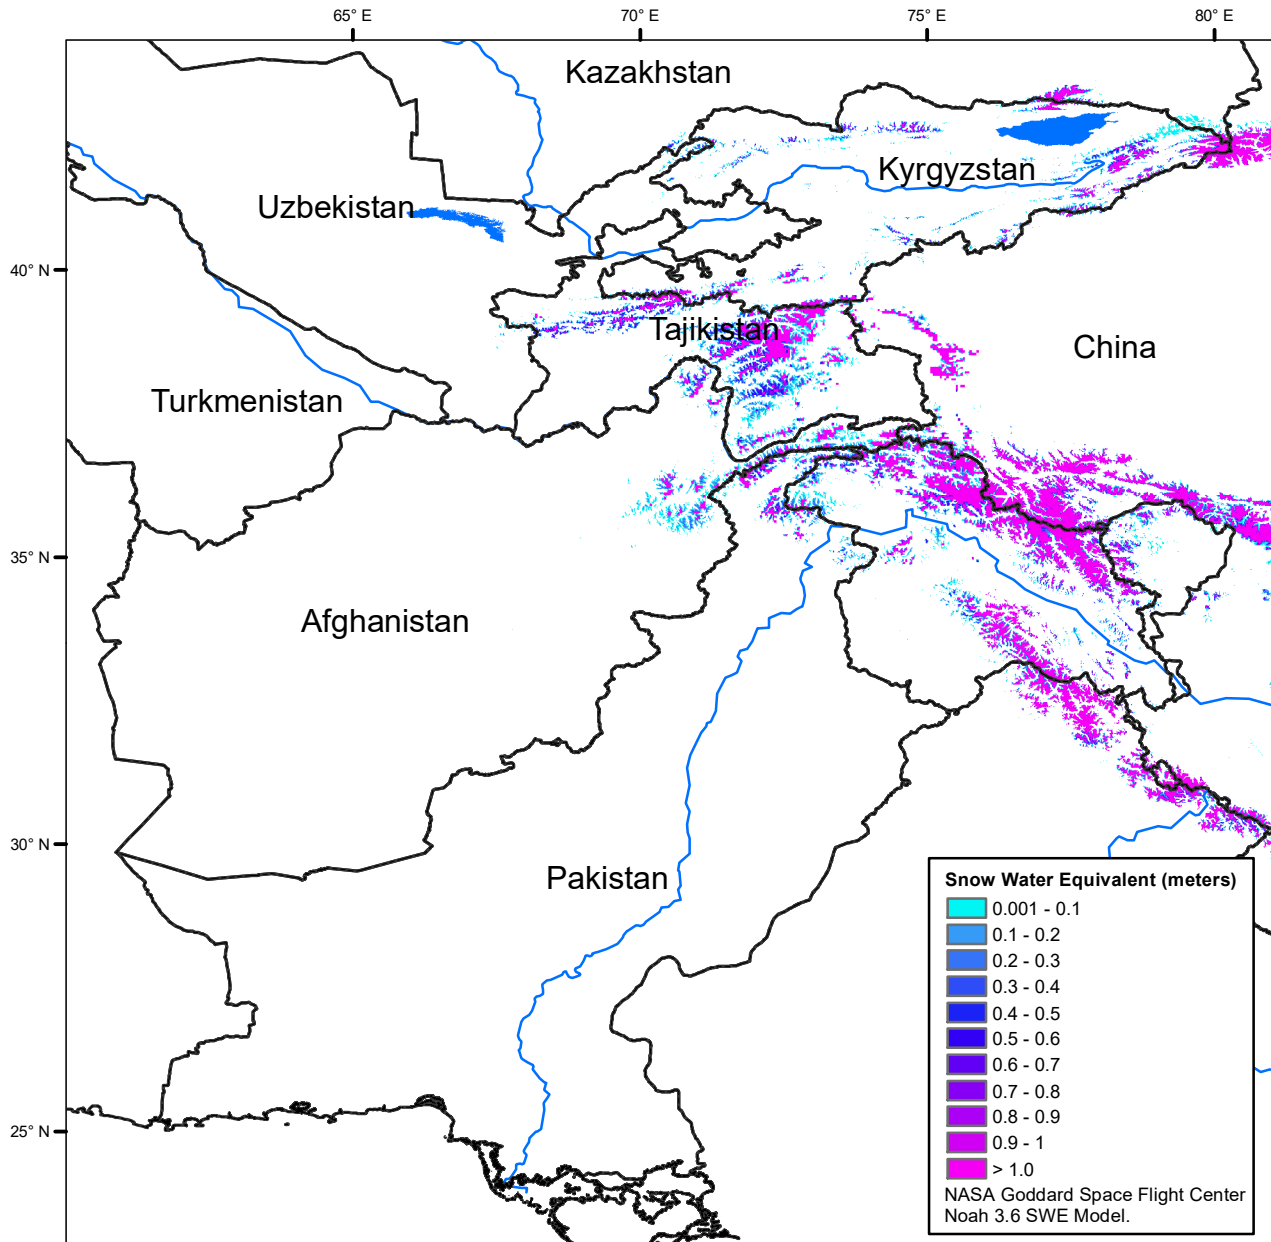 65° E
70° E
75° E
80° E
Kazakhstan
Kyrgyzstan
Uzbekistan
40° N
Tajikistan
China
Turkmenistan
35° N
Afghanistan
30° N
Pakistan
25° N
Snow Water Equivalent (meters)
0.001 - 0.1
0.1 - 0.2
0.2 - 0.3
0.3 - 0.4
0.4 - 0.5
0.5 - 0.6
0.6 - 0.7
0.7 - 0.8
0.8 - 0.9
0.9 - 1
> 1.0
NASA Goddard Space Flight Center
Noah 3.6 SWE Model.